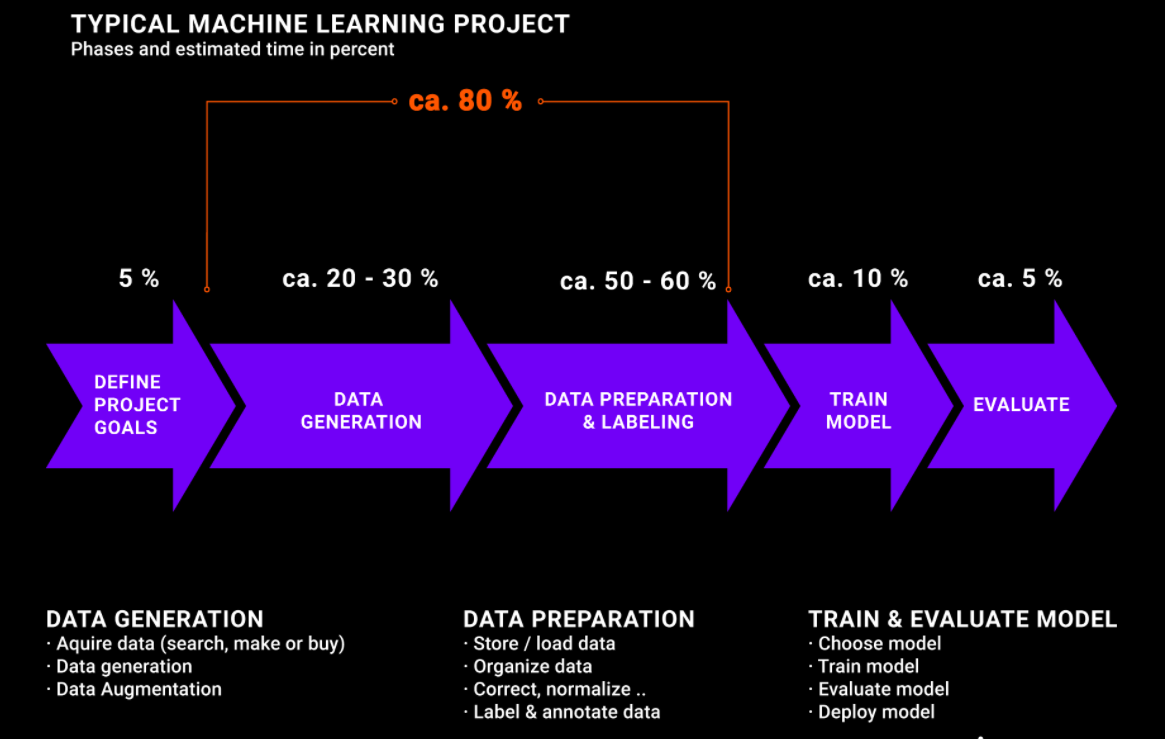 TYPICAL MACHINE LEARNING PROJECT
Phases and estimated time in percent
ca. 80 %
5 %
ca. 20 - 30 %
ca. 50 - 60 %
ca. 10 %
ca. 5 %
DEFINE
PROJECT
GOALS
DATA
GENERATION
DATA PREPARATION
& LABELING
TRAIN
MODEL
EVALUATE
DATA GENERATION
· Aquire data (search, make or buy)
· Data generation
· Data Augmentation
DATA PREPARATION
· Store / load data
· Organize data
· Correct, normalize ..
· Label & annotate data
TRAIN & EVALUATE MODEL
· Choose model
· Train model
· Evaluate model
· Deploy model